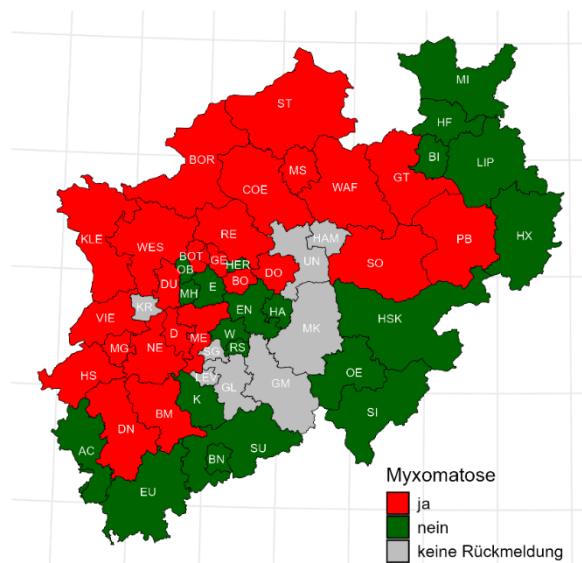 MI
ST
HF
BI
LIP
BOR
MS
GT
WAF
COE
HX
KLE
RE
WES
HAM
PB
BOT
GE
HER
UN
SO
OB
DO
DU
MH
E
BO
KR
EN
HA
HSK
VIE
MK
D
ME
W
MG
NE
SG
RS
OE
HS
LEV
GL
GM
K
SI
BM
DN
SU
AC
BN
EU
Myxomatose
ja
nein
keine Rückmeldung